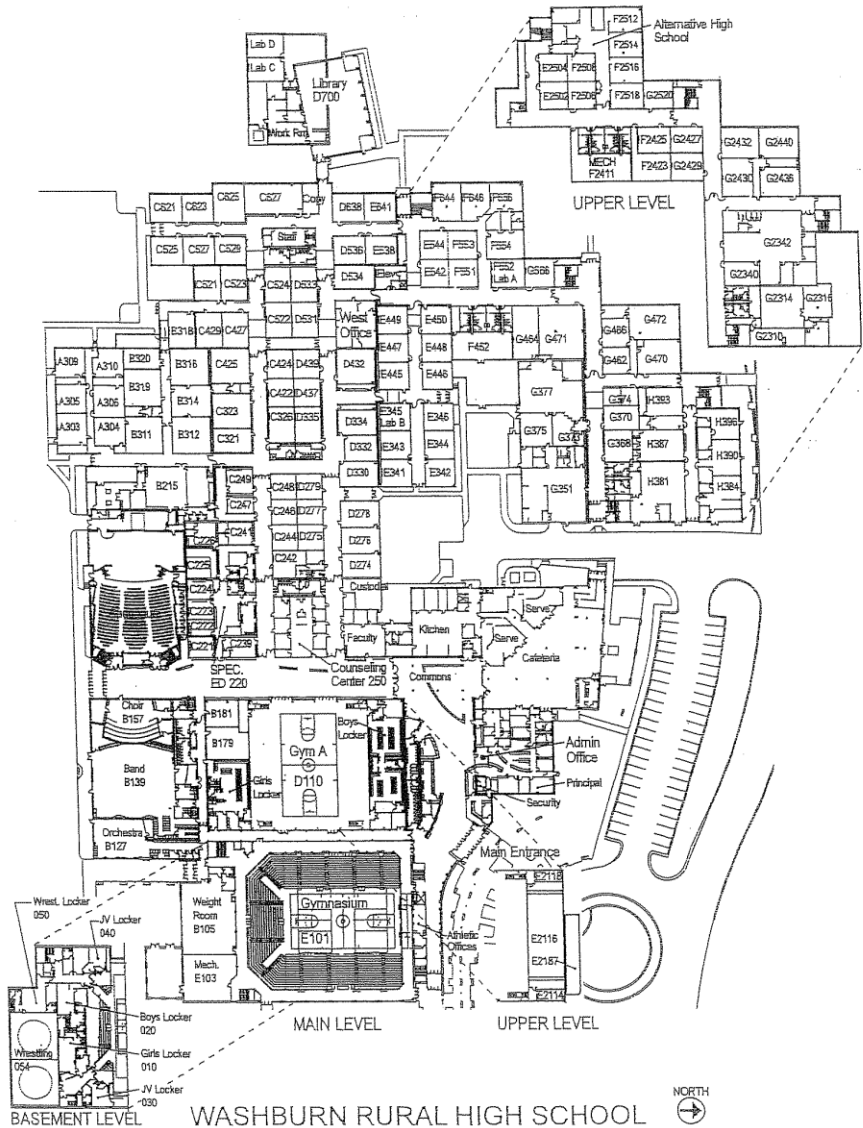 F2512
Alternative High
School
F2514
F2516
F2518
E2504
F2508
E2502
F2506
G2520
Lab D
Lab C
Library
D700
Work Rm
MECH
F2411
F2425
G2427
F2423
G2429
G2432
G2440
G2430
G2436
UPPER LEVEL
G2342
G2340
G2314
G2316
G2310
C621
C623
C625
C627
Copy
D638
E641
F644
F646
F656
C525
C527
C529
Staff
D536
E538
E544
F553
F554
C521
C523
C524
D533
D534
Elev.
E542
F551
F552
Lab A
G566
C522
D531
West
Office
B318
C429
C427
E449
E450
F452
G464
G471
G466
G472
G462
G470
A309
A310
B320
B316
C425
C424
D439
D432
E447
E448
E445
E446
B319
A305
A306
B314
C323
C422
D437
C326
D335
G377
G374
H393
A303
A304
B311
B312
C321
D334
D332
D330
E345
Lab B
E346
E343
E344
E341
E342
G375
G373
G370
G368
H387
H381
H396
H390
H384
G351
B215
C249
C247
C248
D279
C246
D277
C244
D275
C242
D278
D276
D274
C241
C226
C225
C224
C223
C222
C221
C239
Custodial
Faculty
Kitchen
Serve
Serve
Cafeteria
SPEC.
ED 220
Counseling
Center 250
Commons
Choir
B157
B181
B179
Boys
Locker
Gym A
D110
Girls
Locker
Band
B139
Admin
Office
Principal
Security
Orchestra
B127
Main Entrance
Wrest. Locker
050
JV Locker
040
Weight
Room
B105
Gymnasium
E101
Athletic
Offices
Mech.
E103
E2118
E2116
E2187
E2114
Boys Locker
020
Girls Locker
010
Wrestling
054
JV Locker
030
MAIN LEVEL
UPPER LEVEL
BASEMENT LEVEL
WASHBURN RURAL HIGH SCHOOL
NORTH